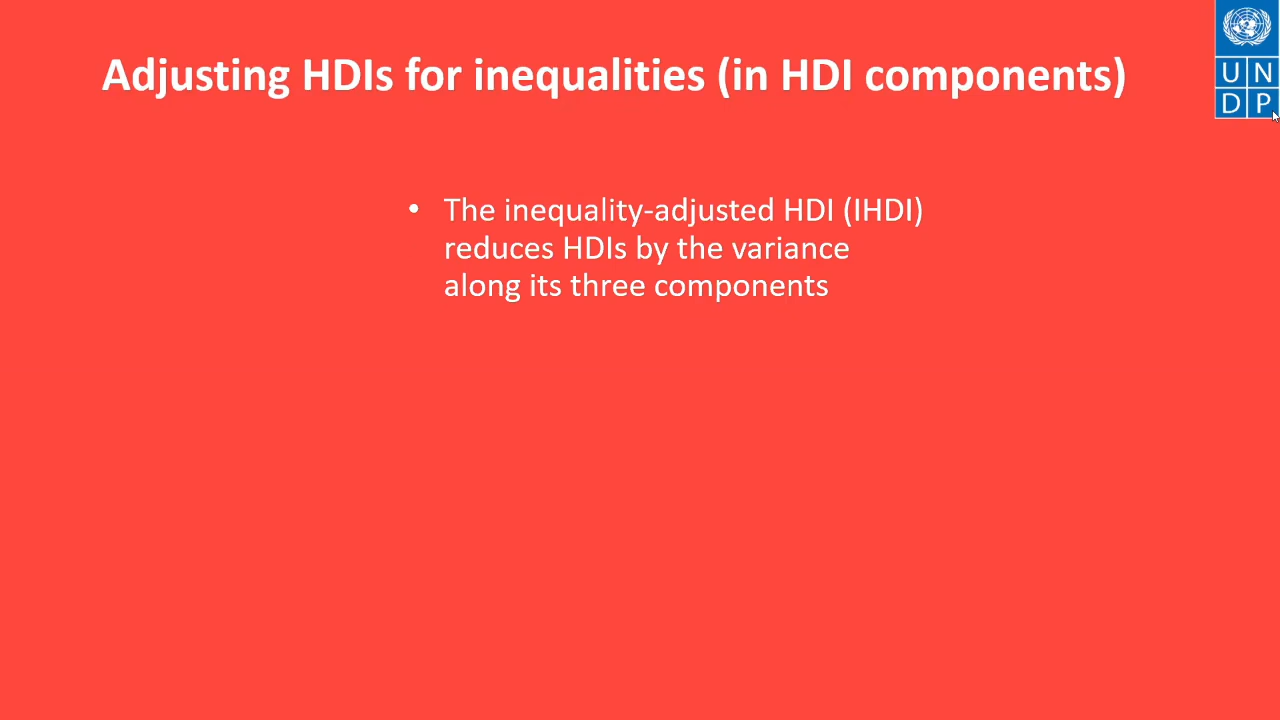 Adjusting HDIs for inequalities (in HDI components)
U N
D P
• The inequality-adjusted HDI (IHDI)
reduces HDIs by the variance
along its three components